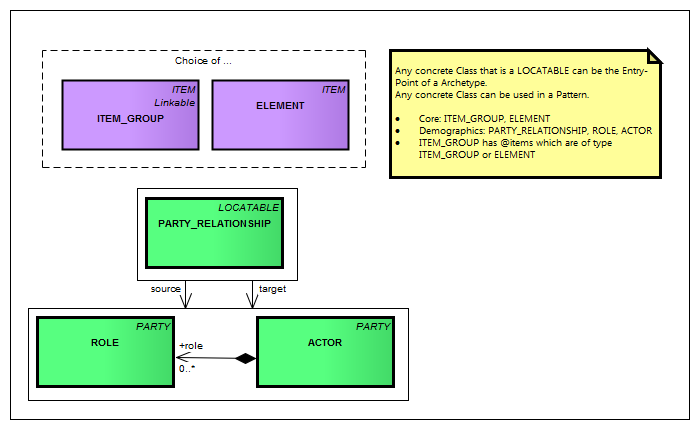 Choice of ...
ITEM
Linkable
ITEM_GROUP
ITEM
ELEMENT
Any concrete Class that is a LOCATABLE can be the Entry-
Point of a Archetype.
Any concrete Class can be used in a Pattern.
• Core: ITEM_GROUP, ELEMENT
• Demographics: PARTY_RELATIONSHIP, ROLE, ACTOR
• ITEM_GROUP has @items which are of type
ITEM_GROUP or ELEMENT
LOCATABLE
PARTY_RELATIONSHIP
source
target
PARTY
ROLE
+role
0..*
PARTY
ACTOR